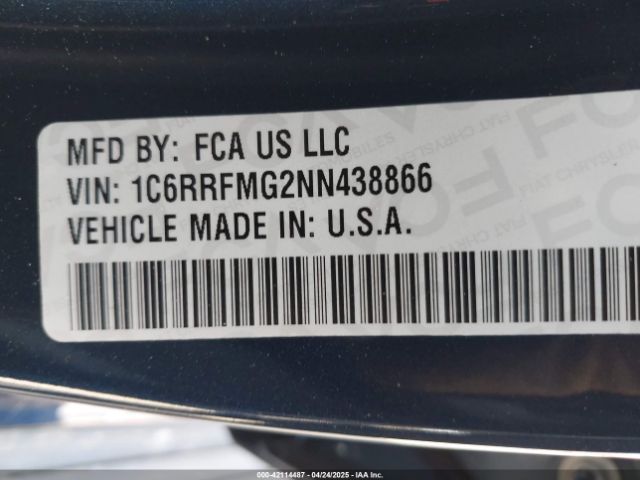 MFD BY: FCA US LLC
VIN: 1C6RRFMG2NN438866
VEHICLE MADE IN: U.S.A.
000-42114487 - 04/24/2025 - IAA Inc.